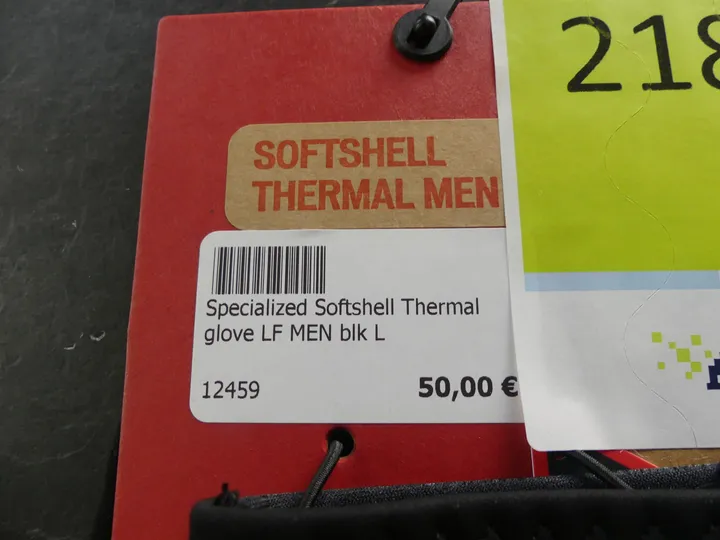 218
SOFTSHELL
THERMAL MEN
Specialized Softshell Thermal
glove LF MEN blk L
12459 50,00 €